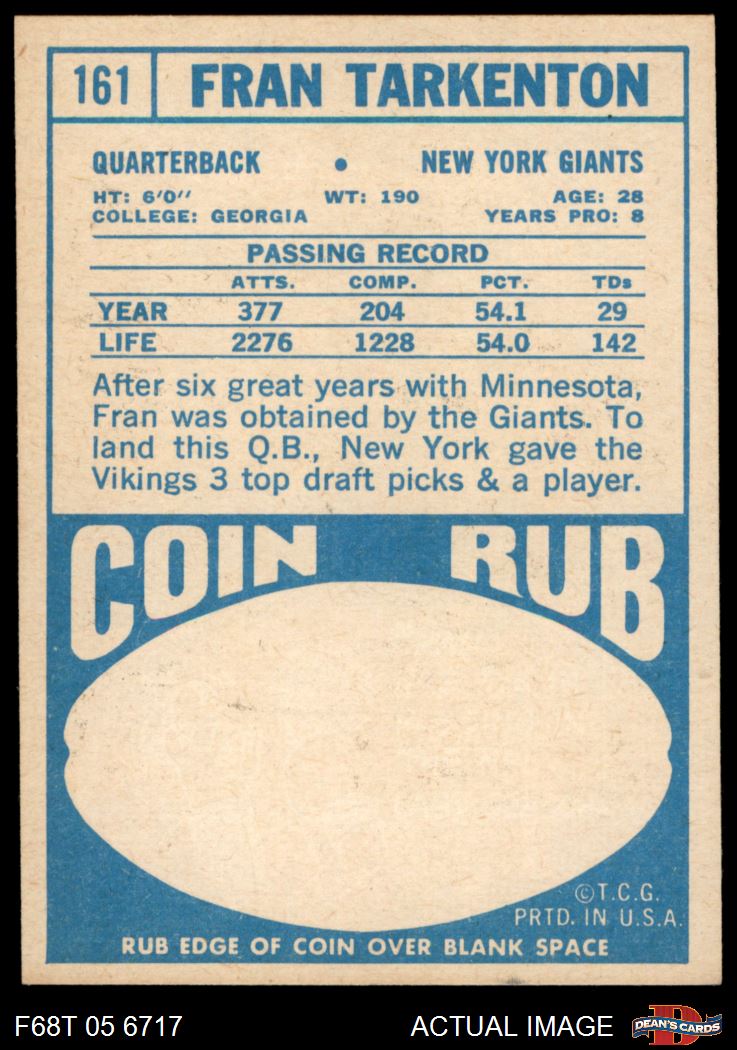 161 FRAN TARKENTON
QUARTERBACK • NEW YORK GIANTS
HT: 6'0'' WT: 190 AGE: 28
COLLEGE: GEORGIA YEARS PRO: 8
PASSING RECORD
ATTS. COMP. PCT. TDs
YEAR 377 204 54.1 29
LIFE 2276 1228 54.0 142
After six great years with Minnesota,
Fran was obtained by the Giants. To
land this Q.B., New York gave the
Vikings 3 top draft picks & a player.
COIN RUB
©T.C.G.
PRTD. IN U.S.A.
RUB EDGE OF COIN OVER BLANK SPACE
F68T 05 6717 ACTUAL IMAGE D DEAN'S CARDS